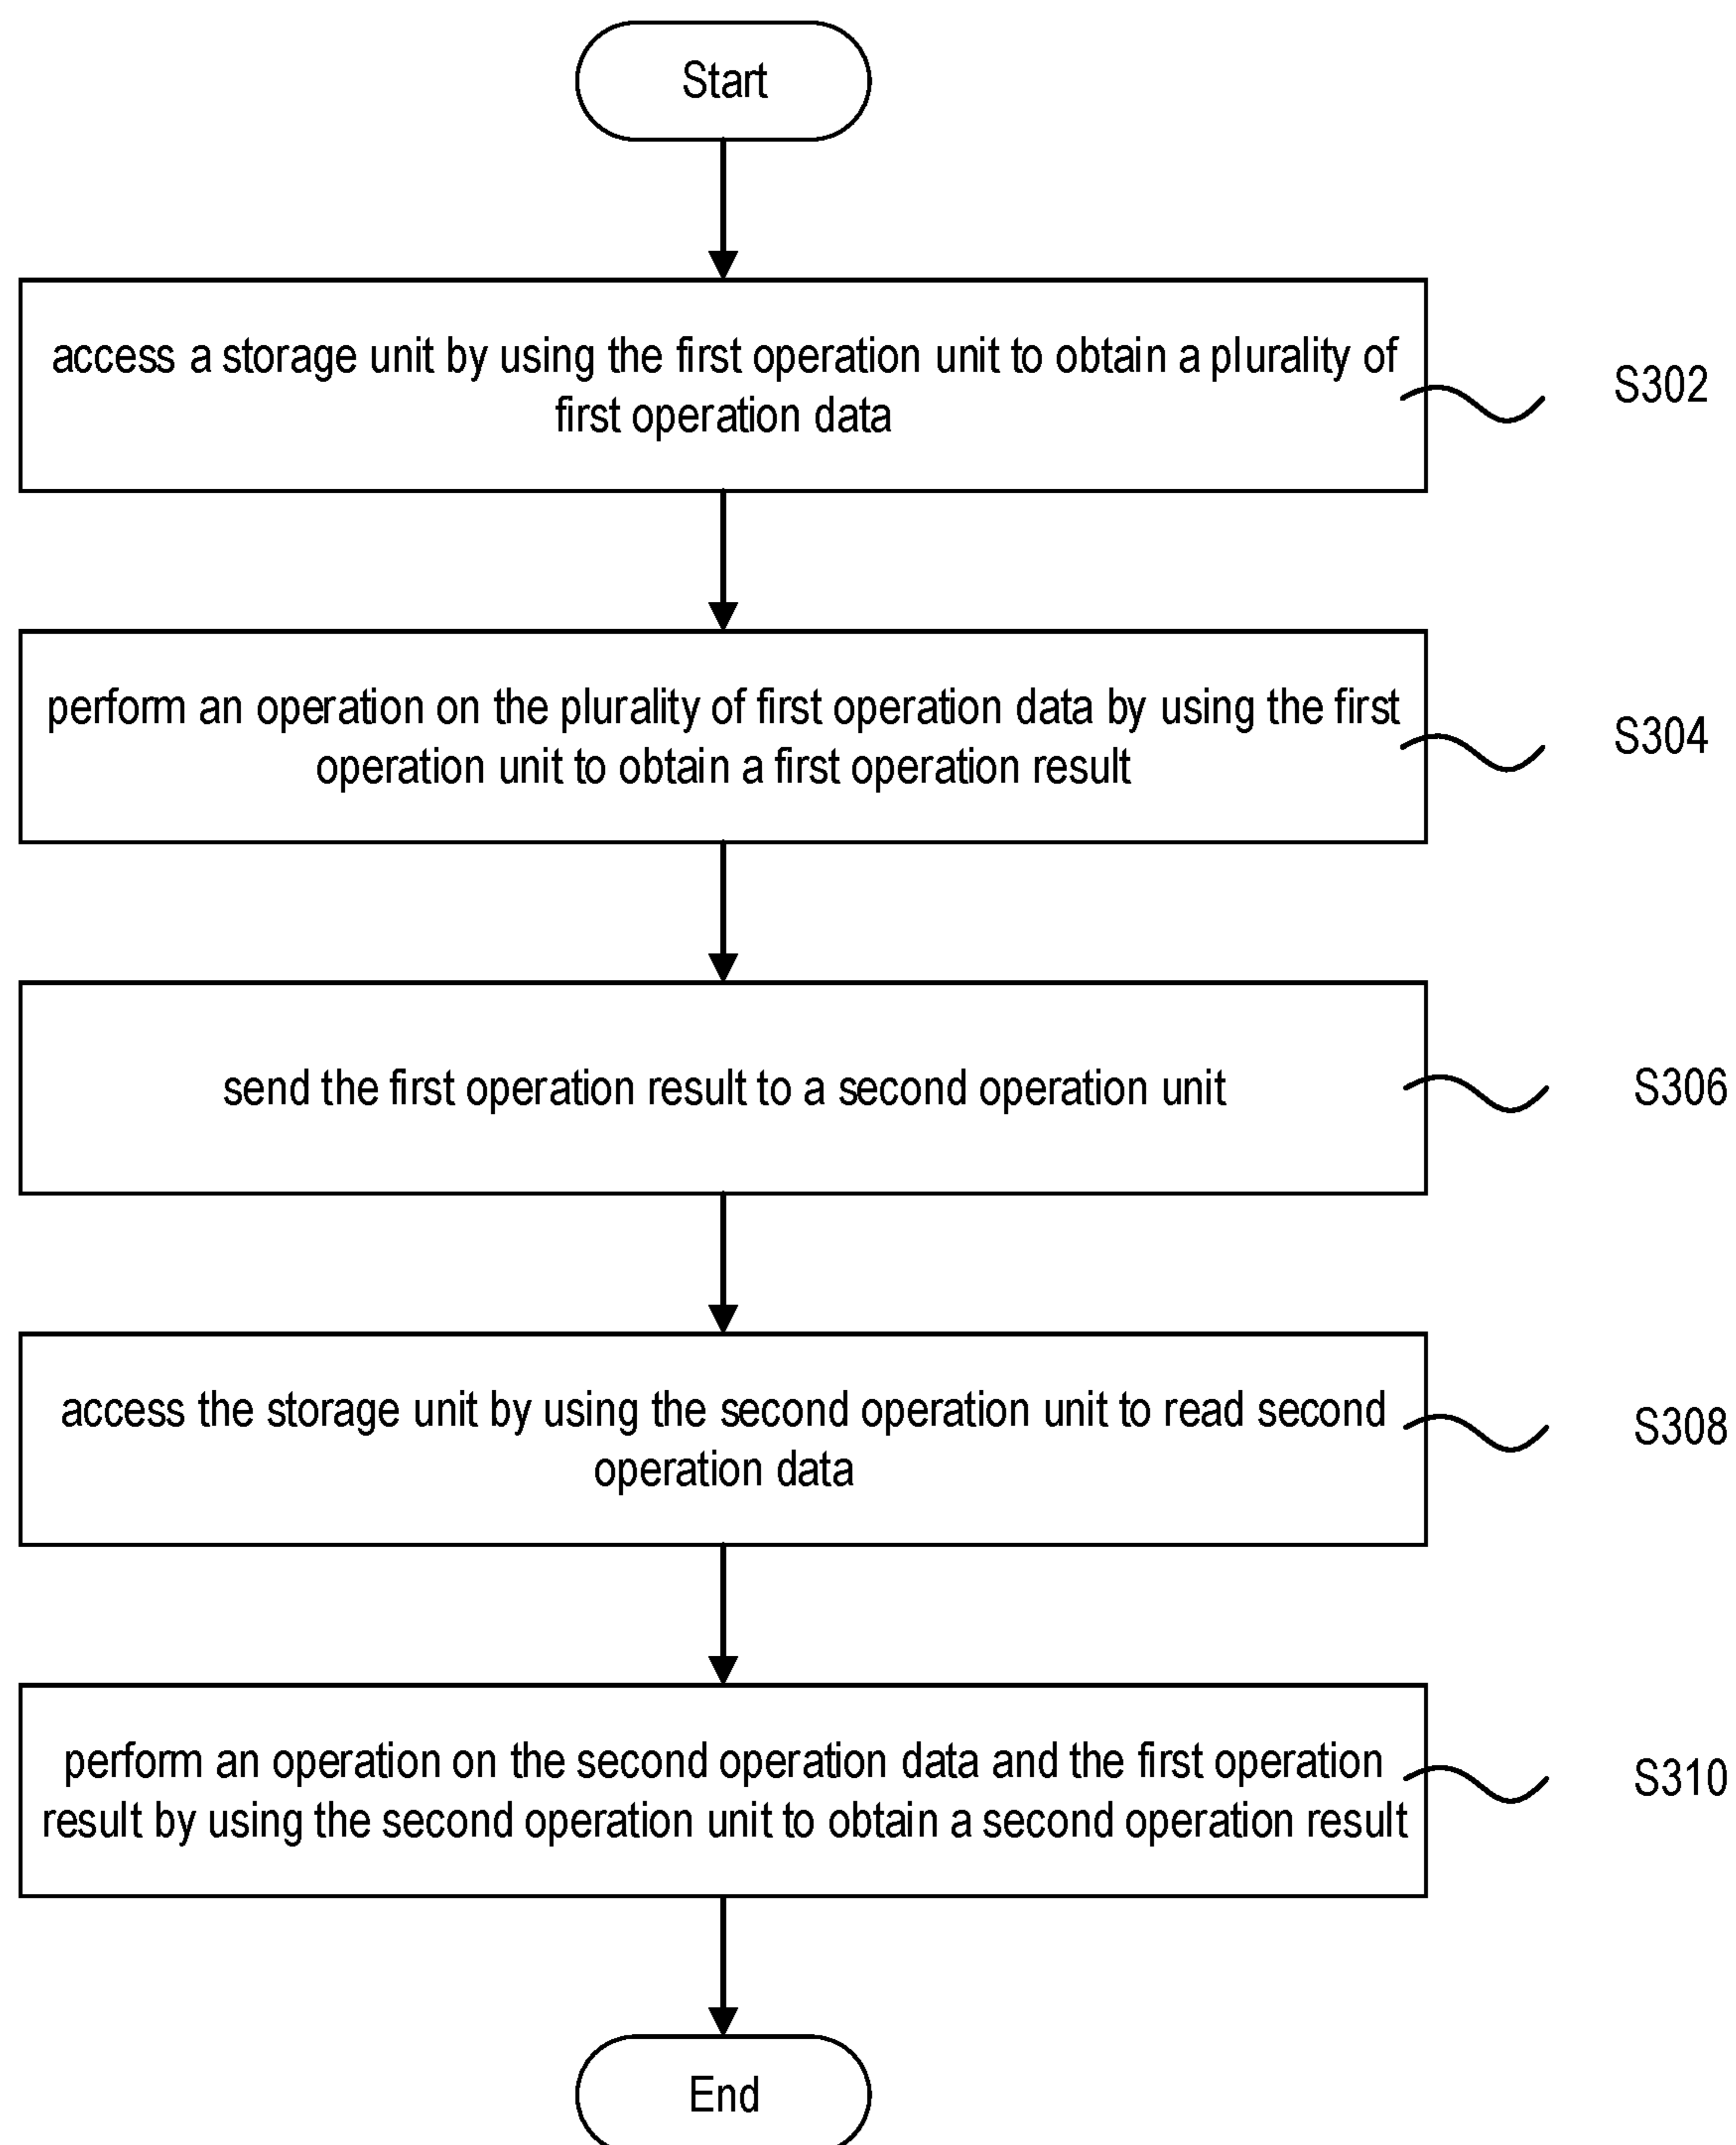 Start
access a storage unit by using the first operation unit to obtain a plurality of
first operation data
S302
perform an operation on the plurality of first operation data by using the first
operation unit to obtain a first operation result
S304
send the first operation result to a second operation unit
S306
access the storage unit by using the second operation unit to read second
operation data
S308
perform an operation on the second operation data and the first operation
result by using the second operation unit to obtain a second operation result
S310
End